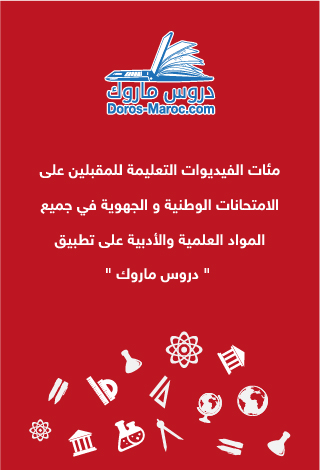 دروس ماروك
Doros-Maroc.com
مئات الفيديوات التعليمة للمقبلين على
الامتحانات الوطنية و الجهوية في جميع
المواد العلمية والأدبية على تطبيق
" دروس ماروك "